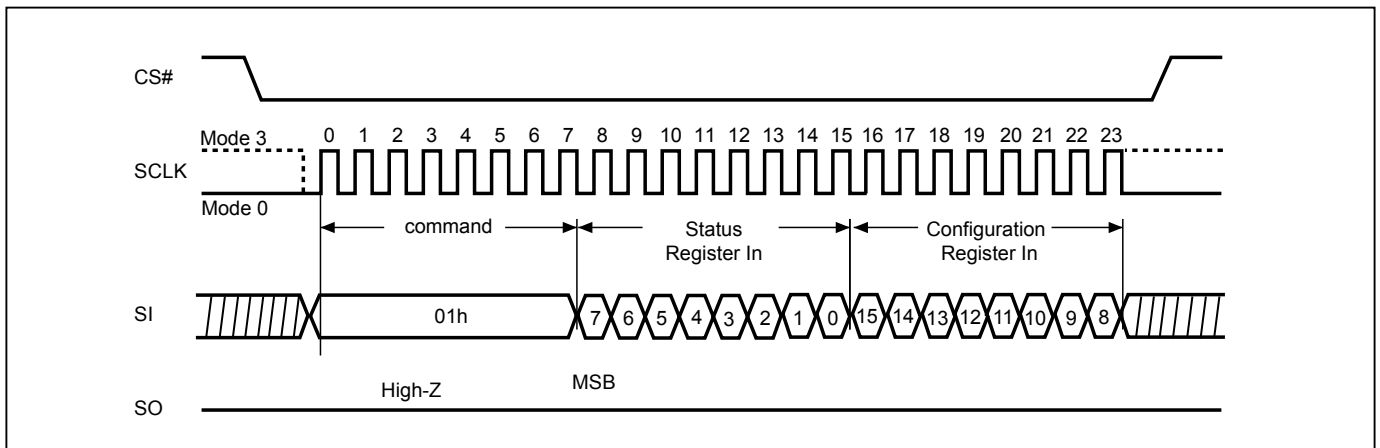 CS#
Mode 3
0 1 2 3 4 5 6 7 8 9 10 11 12 13 14 15 16 17 18 19 20 21 22 23
SCLK
Mode 0
command
Status
Register In
Configuration
Register In
SI
01h
7 6 5 4 3 2 1 0 15 14 13 12 11 10 9 8
High-Z
MSB
SO